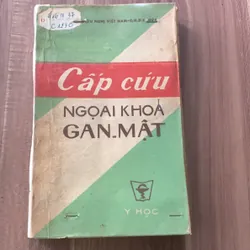 Cấp cứu
NGOẠI KHOA
GAN.MẬT
Y HỌC